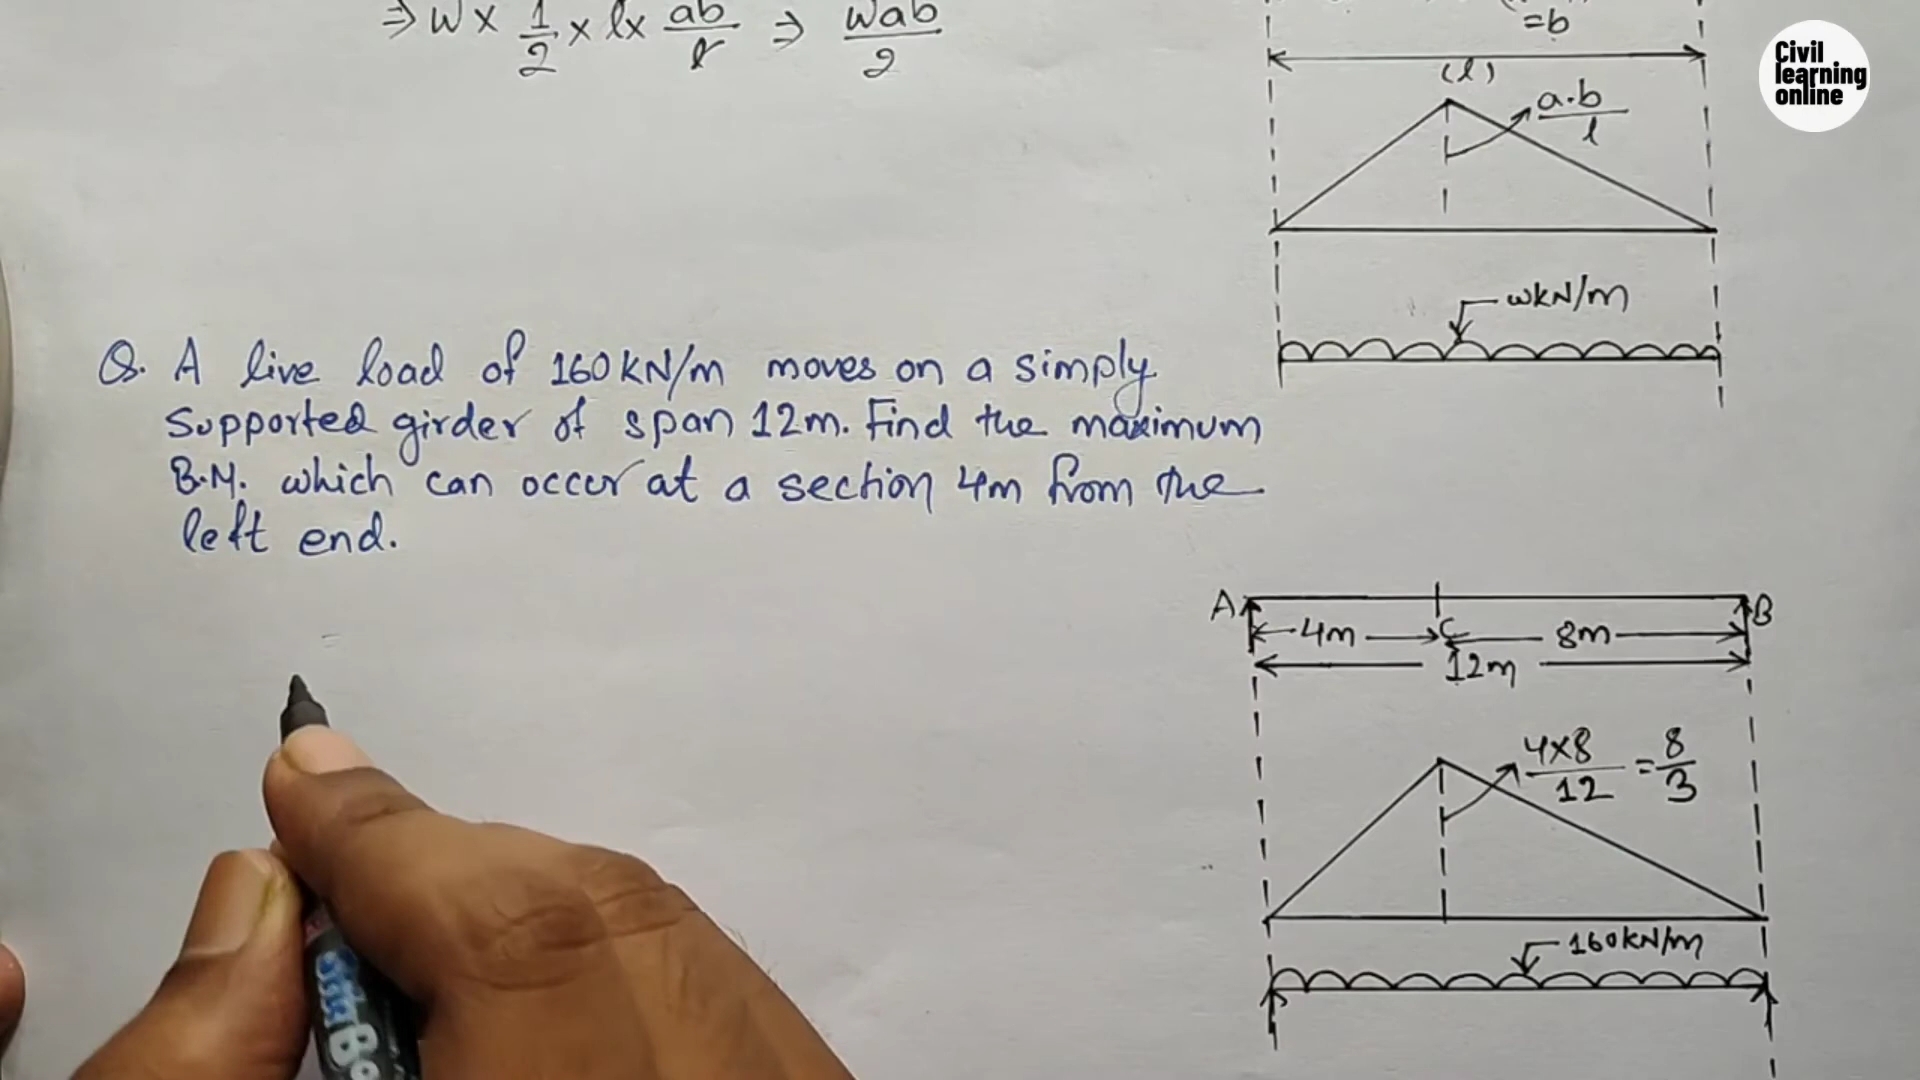 ⇒ W × 1/2 × l × ab/l ⇒ wab/2
=b
(l)
a.b/l
wkN/m
Civil
learning
online
Q. A live load of 160kN/m moves on a simply
supported girder of span 12m. Find the maximum
B.M. which can occur at a section 4m from the
left end.
A B
4m C 8m
12m
4×8/12 = 8/3
160kN/m